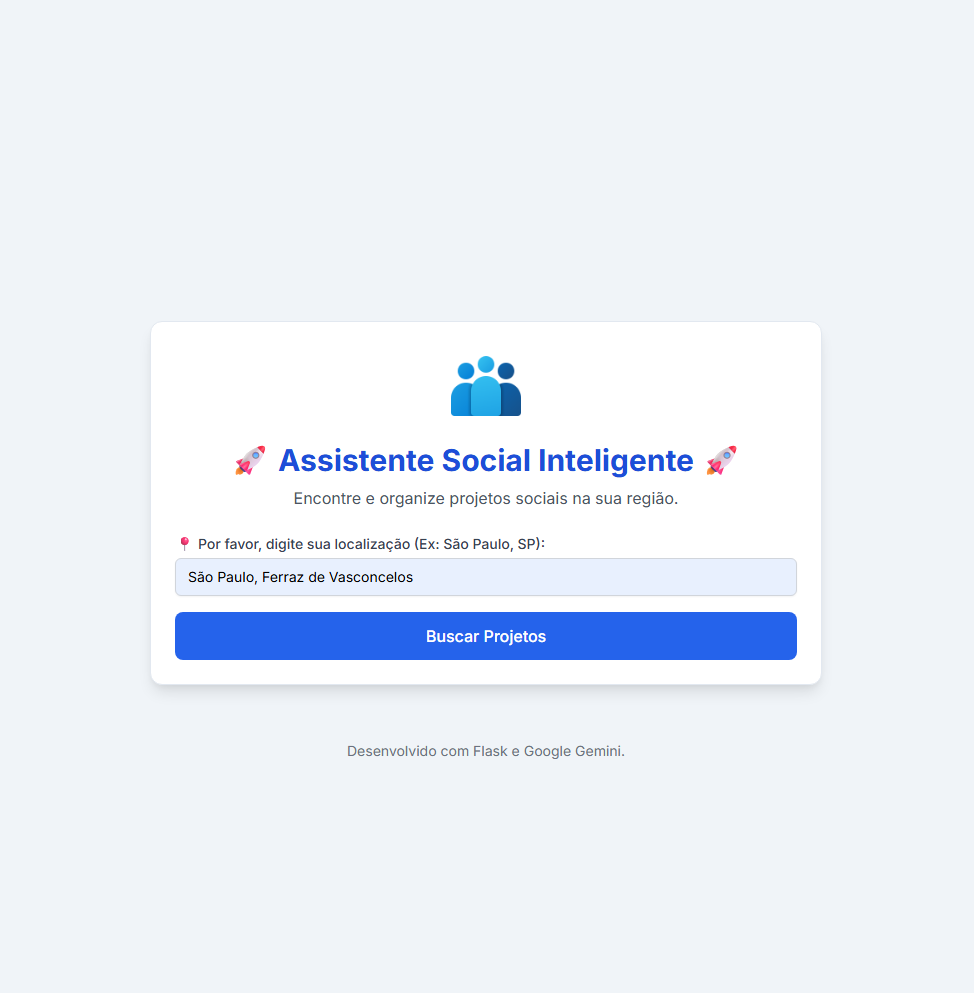 🚀 Assistente Social Inteligente 🚀
Encontre e organize projetos sociais na sua região.
📍 Por favor, digite sua localização (Ex: São Paulo, SP):
São Paulo, Ferraz de Vasconcelos
Buscar Projetos
Desenvolvido com Flask e Google Gemini.